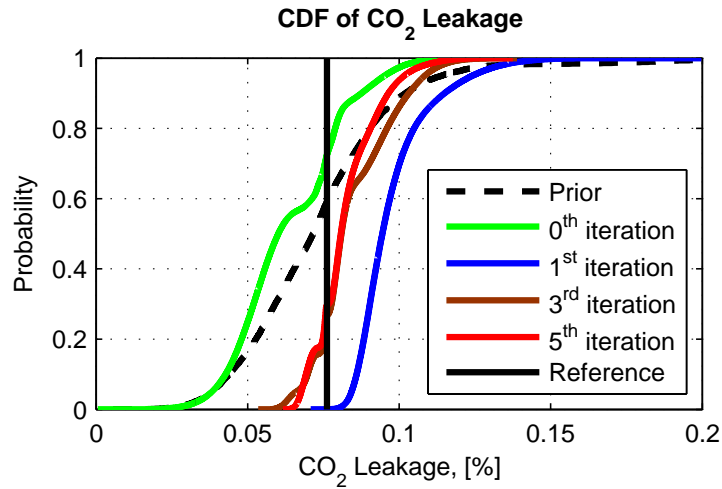 CDF of CO₂ Leakage
Probability
1
0.8
0.6
0.4
0.2
0
0 0.05 0.1 0.15 0.2
CO₂ Leakage, [%]
Prior
0ᵗʰ iteration
1ˢᵗ iteration
3ʳᵈ iteration
5ᵗʰ iteration
Reference